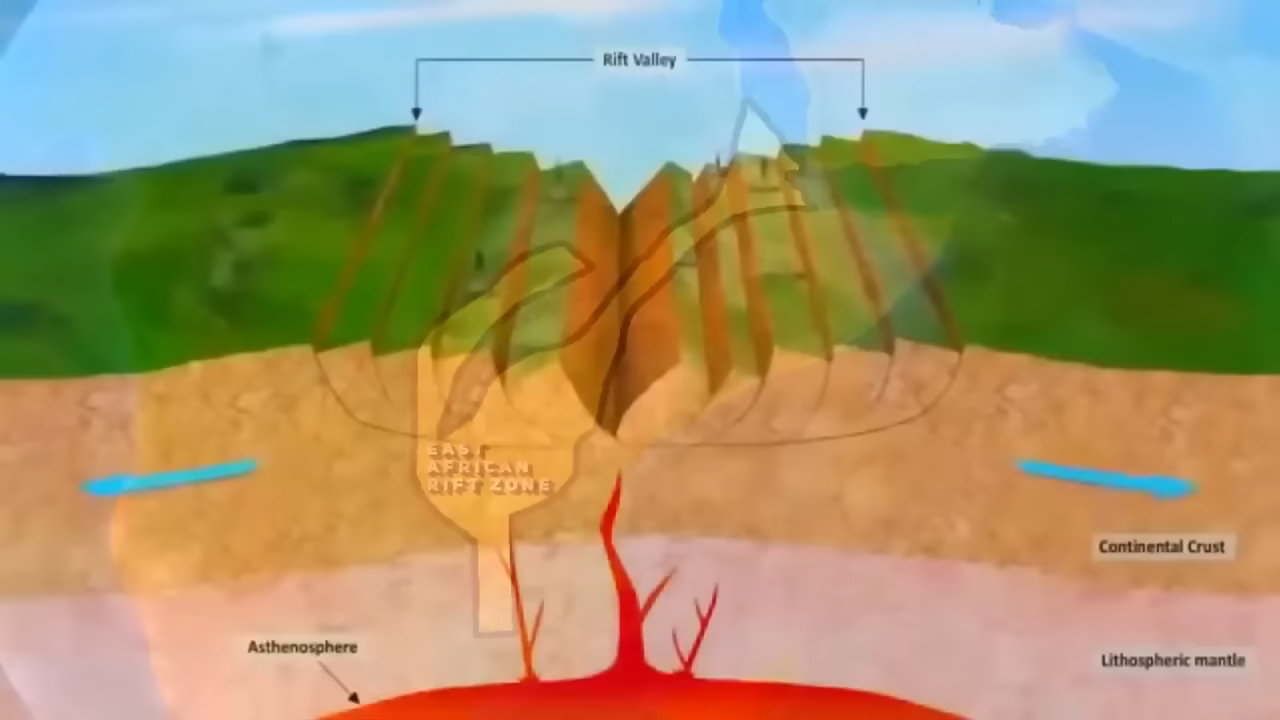 Rift Valley
EAST
AFRICAN
RIFT ZONE
Continental Crust
Asthenosphere
Lithospheric mantle